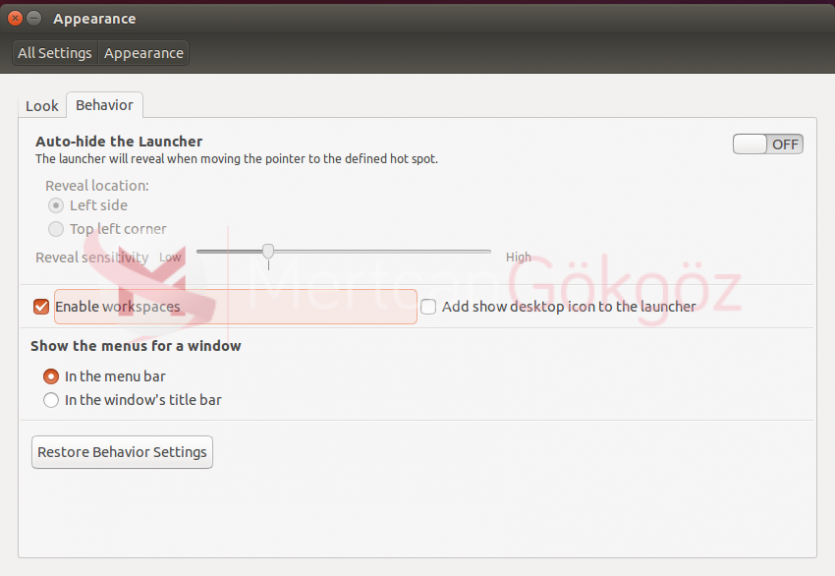 Appearance
All Settings Appearance
Look Behavior
Auto-hide the Launcher
OFF
The launcher will reveal when moving the pointer to the defined hot spot.
Reveal location:
Left side
Top left corner
Reveal sensitivity Low High
Mertcan Gökgöz
Enable workspaces Add show desktop icon to the launcher
Show the menus for a window
In the menu bar
In the window's title bar
Restore Behavior Settings